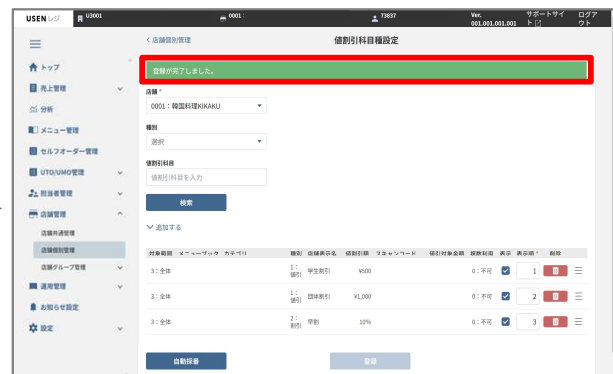 USEN レジ U3001 0001： 73837 Ver. 001.001.001.001 サポートサイト ログアウト
＜ 店舗個別管理 値割引科目種設定
登録が完了しました。
トップ
売上管理
分析
メニュー管理
セルフオーダー管理
UTO/UMO管理
担当者管理
店舗管理
店舗共通管理
店舗個別管理
店舗グループ管理
運用管理
お知らせ設定
設定
店舗 *
0001：韓国料理KIKAKU
種別
選択
値割引科目
値割引科目を入力
検索
追加する
対象範囲 メニューブック カテゴリ 種別 店舗表示名 値割引額 スキャンコード 値引対象金額 複数利用 表示 表示順 * 削除
3：全体 1：値引 学生割引 ¥500 0：不可 1
3：全体 1：値引 団体割引 ¥1,000 0：不可 2
3：全体 2：割引 早割 10% 0：不可 3
自動採番 登録